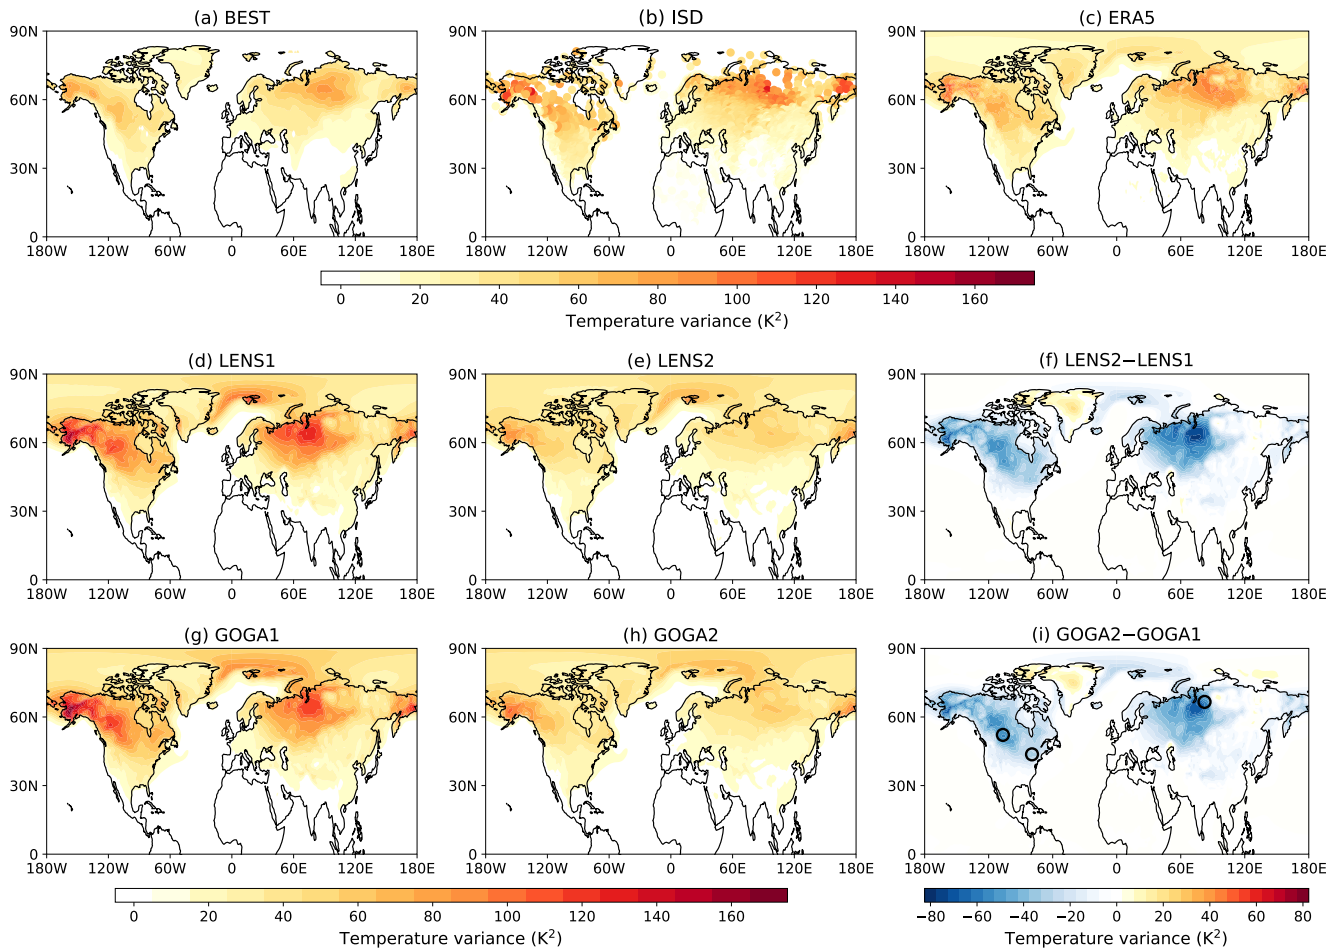 (a) BEST
(b) ISD
(c) ERA5
90N 90N 90N
60N 60N 60N
30N 30N 30N
0 0 0
180W 120W 60W 0 60E 120E 180E 180W 120W 60W 0 60E 120E 180E 180W 120W 60W 0 60E 120E 180E
0 20 40 60 80 100 120 140 160
Temperature variance (K²)
(d) LENS1
(e) LENS2
(f) LENS2−LENS1
90N 90N 90N
60N 60N 60N
30N 30N 30N
0 0 0
180W 120W 60W 0 60E 120E 180E 180W 120W 60W 0 60E 120E 180E 180W 120W 60W 0 60E 120E 180E
(g) GOGA1
(h) GOGA2
(i) GOGA2−GOGA1
90N 90N 90N
60N 60N 60N
30N 30N 30N
0 0 0
180W 120W 60W 0 60E 120E 180E 180W 120W 60W 0 60E 120E 180E 180W 120W 60W 0 60E 120E 180E
0 20 40 60 80 100 120 140 160
Temperature variance (K²)
−80 −60 −40 −20 0 20 40 60 80
Temperature variance (K²)